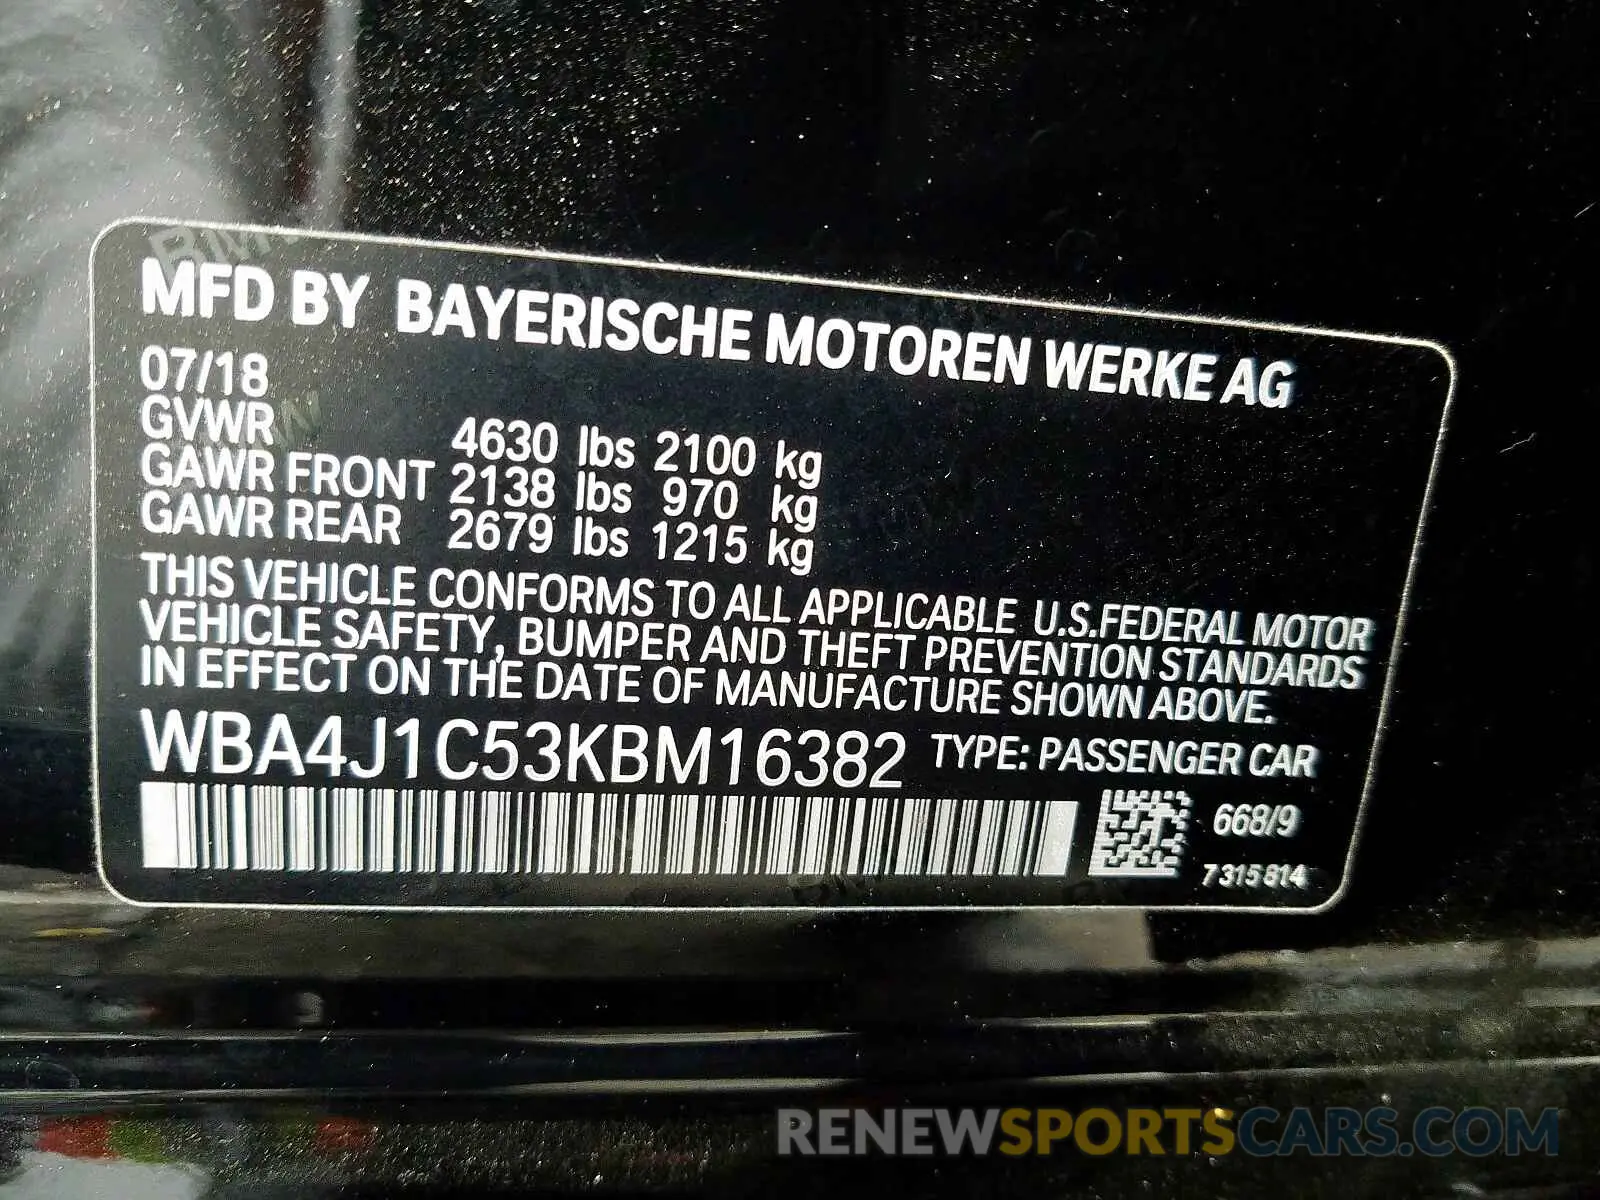 MFD BY BAYERISCHE MOTOREN WERKE AG
07/18
GVWR 4630 lbs 2100 kg
GAWR FRONT 2138 lbs 970 kg
GAWR REAR 2679 lbs 1215 kg
THIS VEHICLE CONFORMS TO ALL APPLICABLE U.S.FEDERAL MOTOR
VEHICLE SAFETY, BUMPER AND THEFT PREVENTION STANDARDS
IN EFFECT ON THE DATE OF MANUFACTURE SHOWN ABOVE.
WBA4J1C53KBM16382 TYPE: PASSENGER CAR
668/9
7315814
RENEWSPORTSCARS.COM